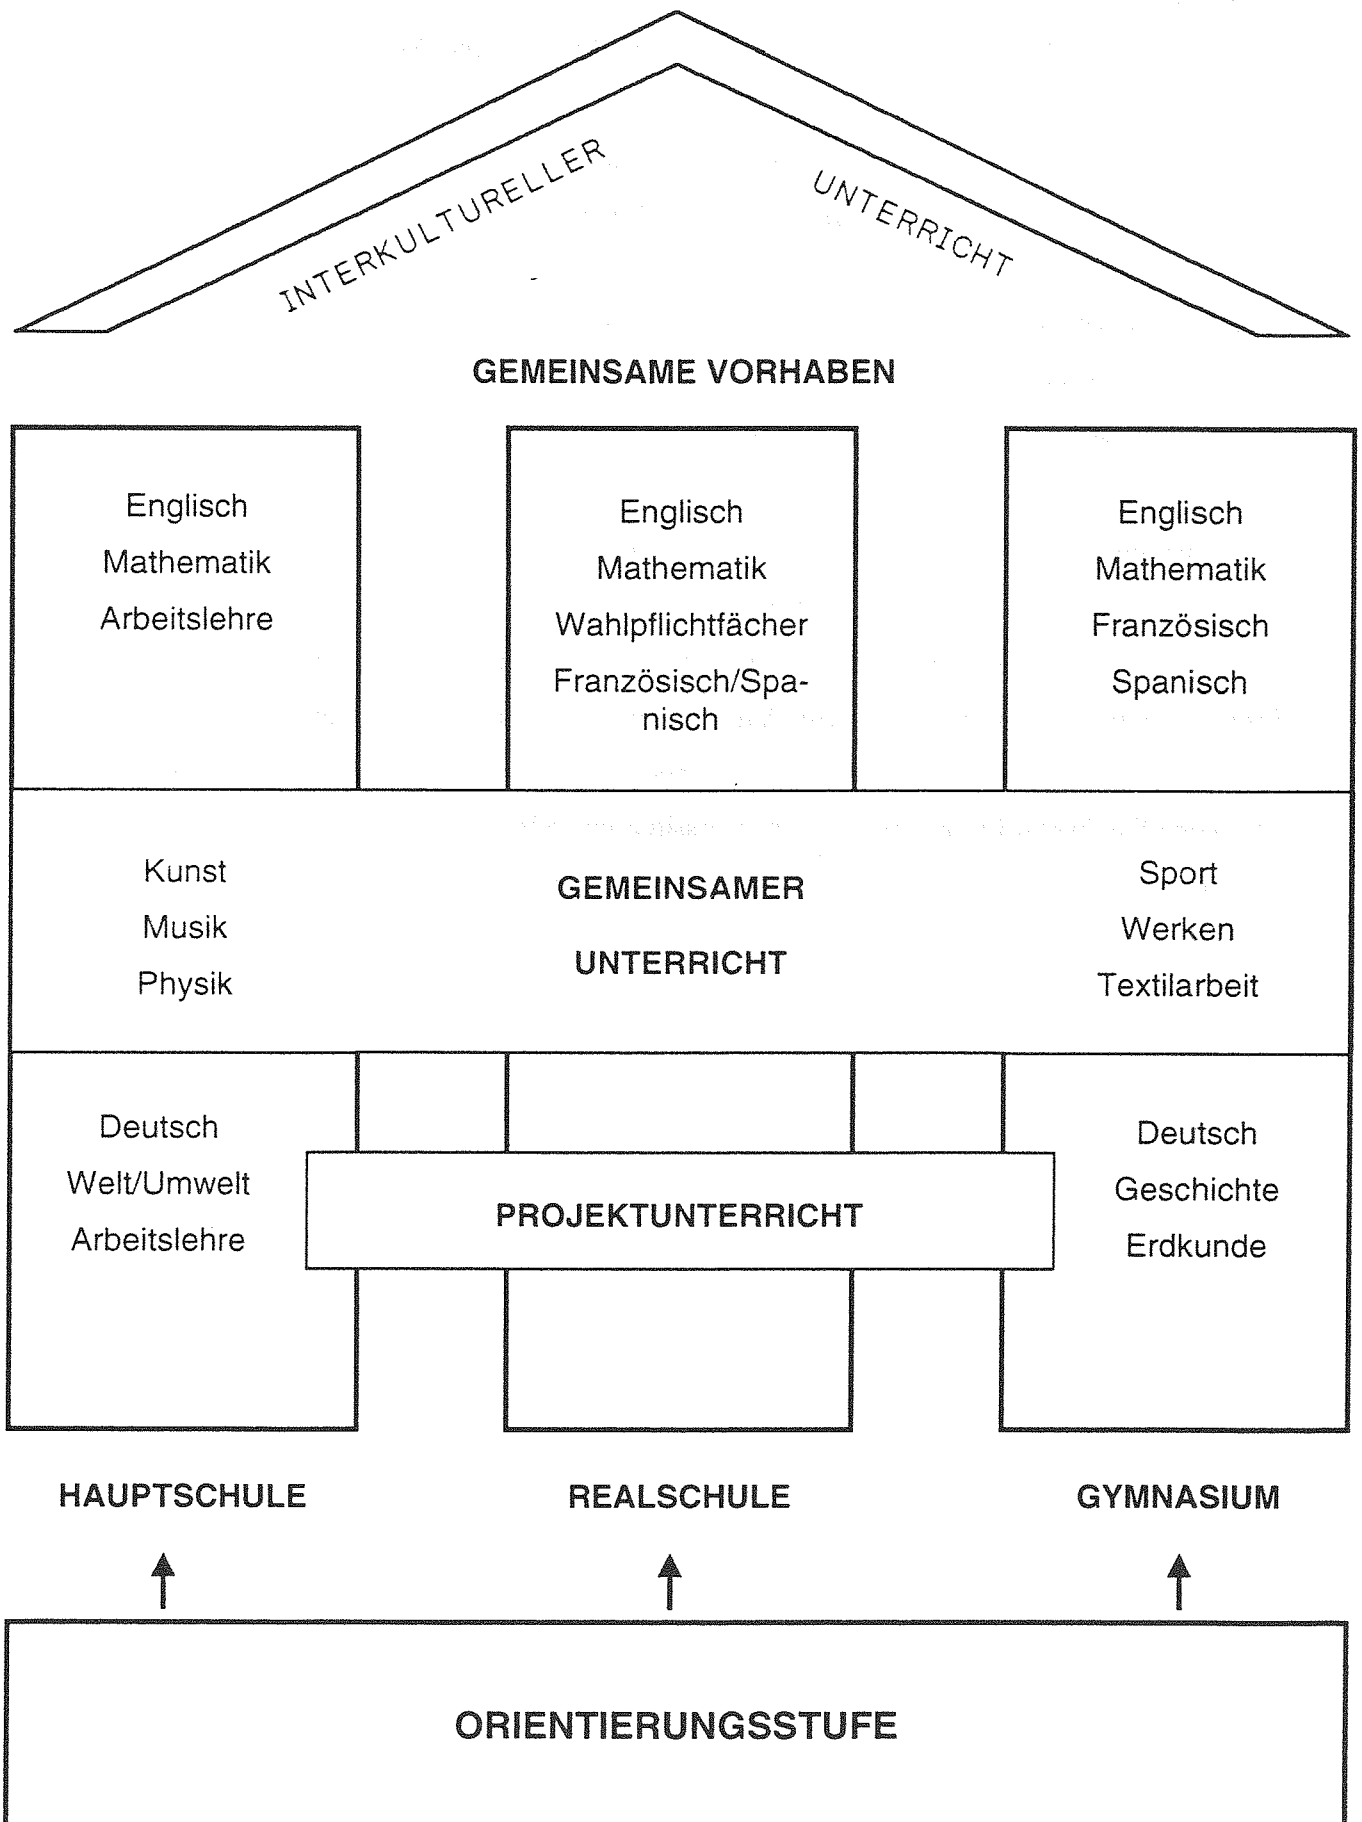 INTERKULTURELLER UNTERRICHT
GEMEINSAME VORHABEN
Englisch
Mathematik
Arbeitslehre
Englisch
Mathematik
Wahlpflichtfächer
Französisch/Spa-
nisch
Englisch
Mathematik
Französisch
Spanisch
Kunst
Musik
Physik
GEMEINSAMER
UNTERRICHT
Sport
Werken
Textilarbeit
Deutsch
Welt/Umwelt
Arbeitslehre
PROJEKTUNTERRICHT
Deutsch
Geschichte
Erdkunde
HAUPTSCHULE
REALSCHULE
GYMNASIUM
ORIENTIERUNGSSTUFE